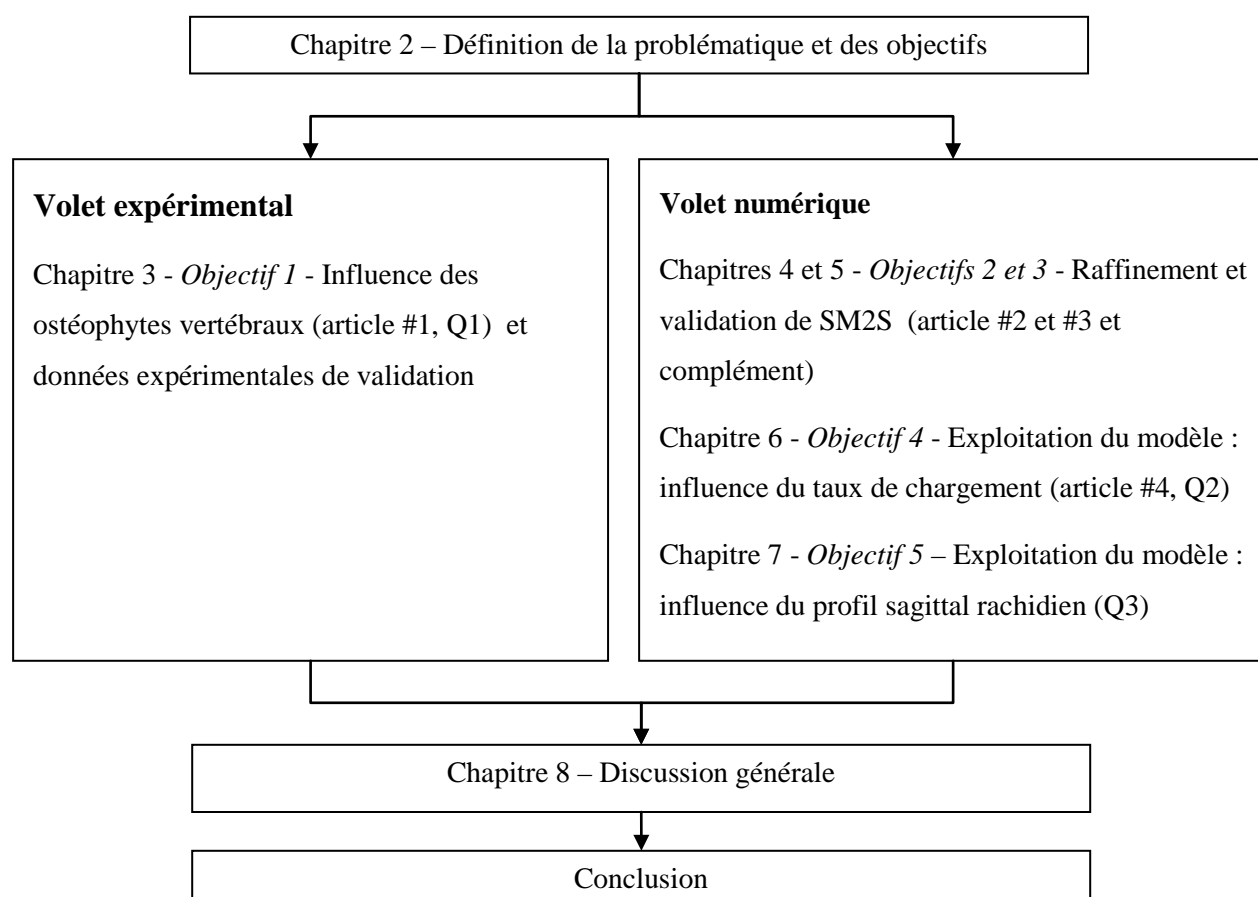 Chapitre 2 – Définition de la problématique et des objectifs
Volet expérimental
Chapitre 3 - Objectif 1 - Influence des
ostéophytes vertébraux (article #1, Q1) et
données expérimentales de validation
Volet numérique
Chapitres 4 et 5 - Objectifs 2 et 3 - Raffinement et
validation de SM2S (article #2 et #3 et
complément)
Chapitre 6 - Objectif 4 - Exploitation du modèle :
influence du taux de chargement (article #4, Q2)
Chapitre 7 - Objectif 5 – Exploitation du modèle :
influence du profil sagittal rachidien (Q3)
Chapitre 8 – Discussion générale
Conclusion